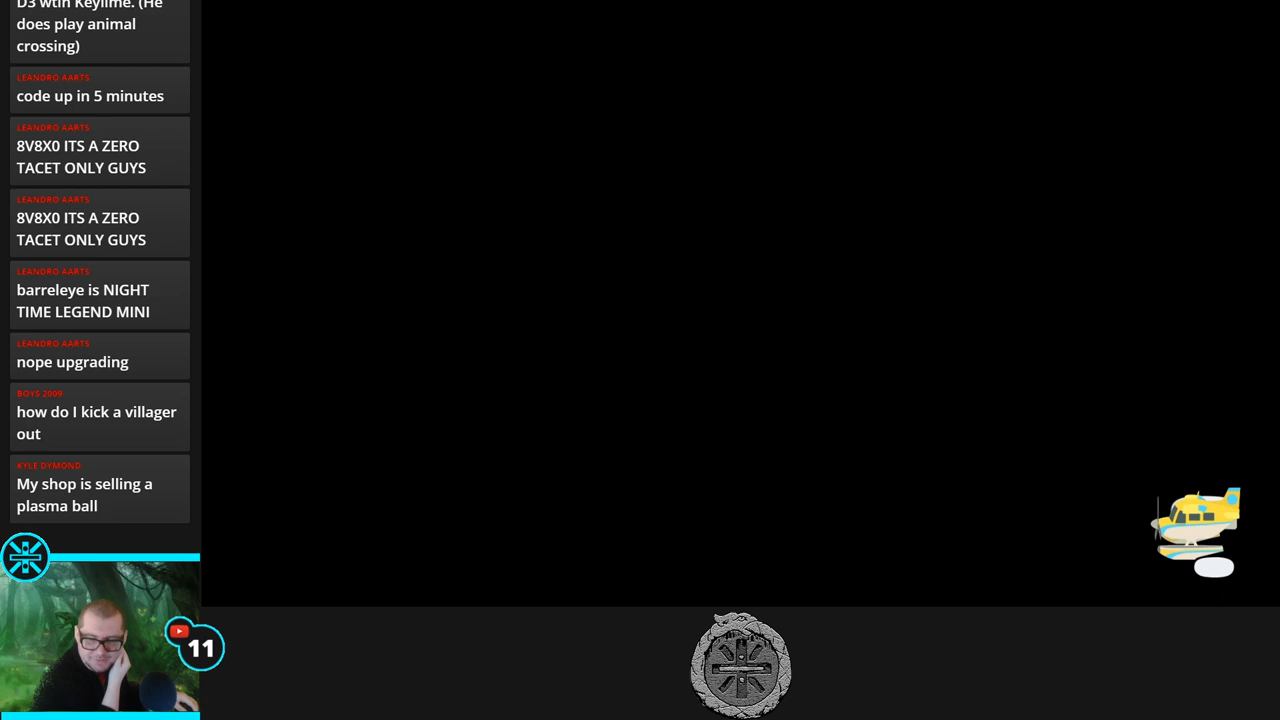 D3 wtih Keylime. (He
does play animal
crossing)
LEANDRO AARTS
code up in 5 minutes
LEANDRO AARTS
8V8X0 ITS A ZERO
TACET ONLY GUYS
LEANDRO AARTS
8V8X0 ITS A ZERO
TACET ONLY GUYS
LEANDRO AARTS
barreleye is NIGHT
TIME LEGEND MINI
LEANDRO AARTS
nope upgrading
BOYS 2009
how do I kick a villager
out
KYLE DYMOND
My shop is selling a
plasma ball
11